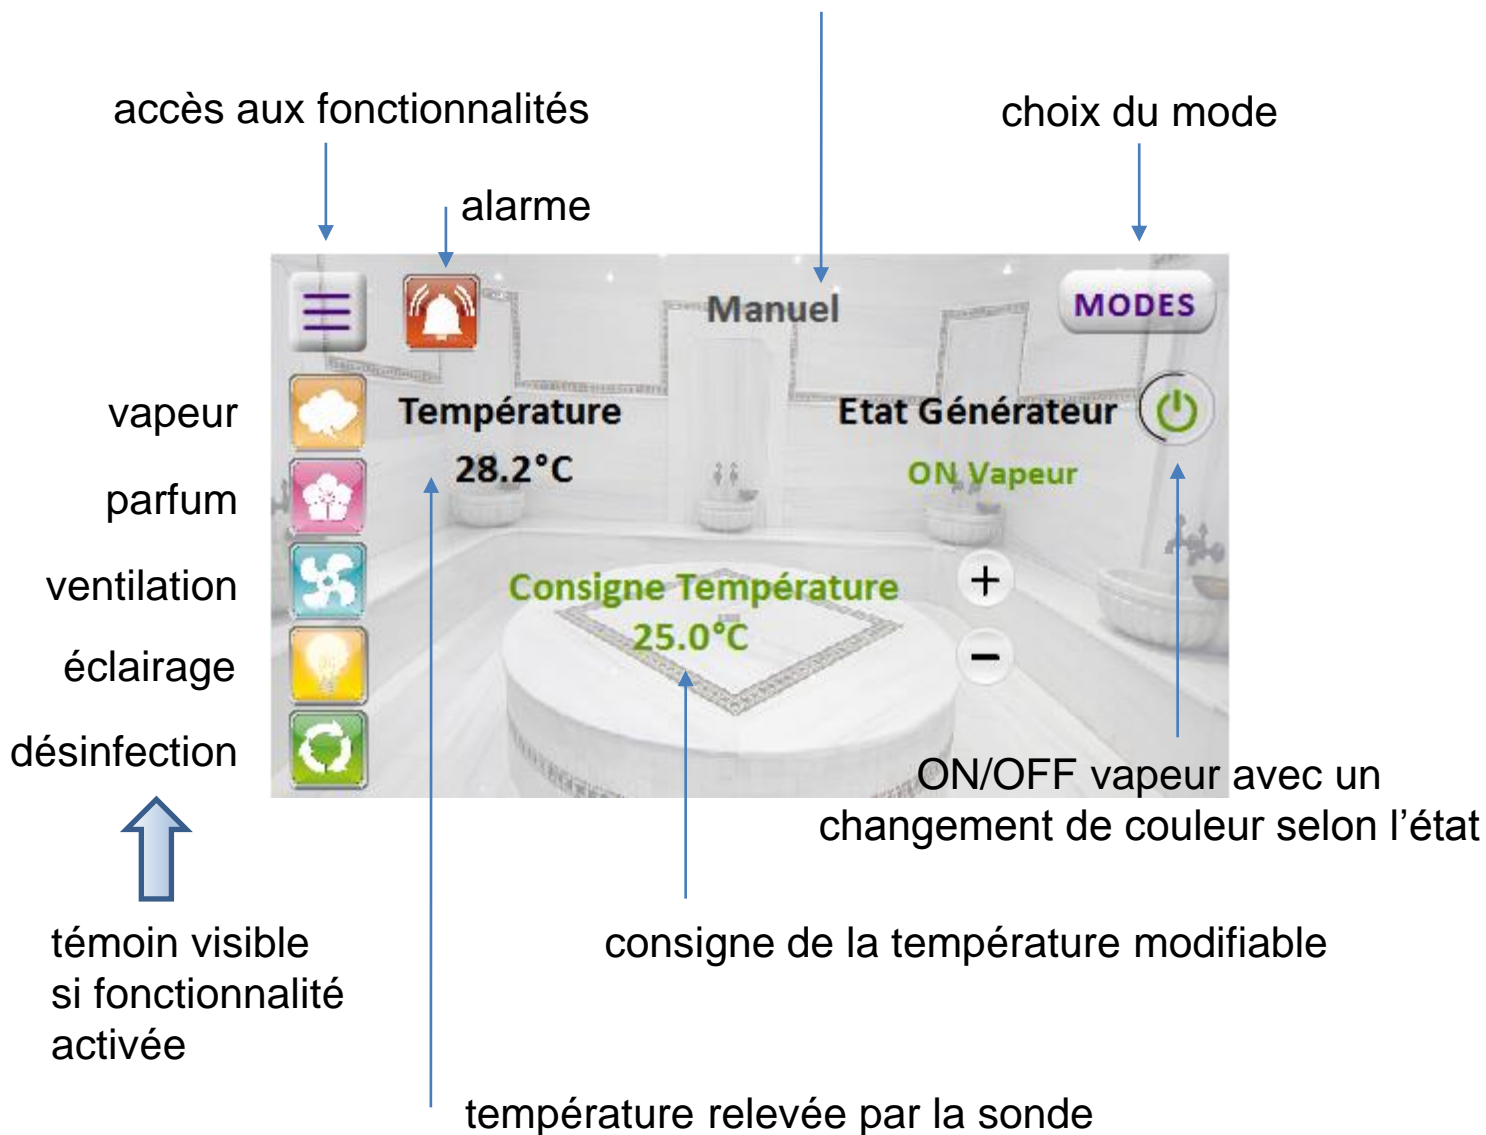 accès aux fonctionnalités
choix du mode
alarme
Manuel
MODES
vapeur
Température
Etat Générateur
28.2°C
ON Vapeur
parfum
ventilation
Consigne Température
+
25.0°C
−
éclairage
désinfection
ON/OFF vapeur avec un
changement de couleur selon l’état
témoin visible
si fonctionnalité
activée
consigne de la température modifiable
température relevée par la sonde